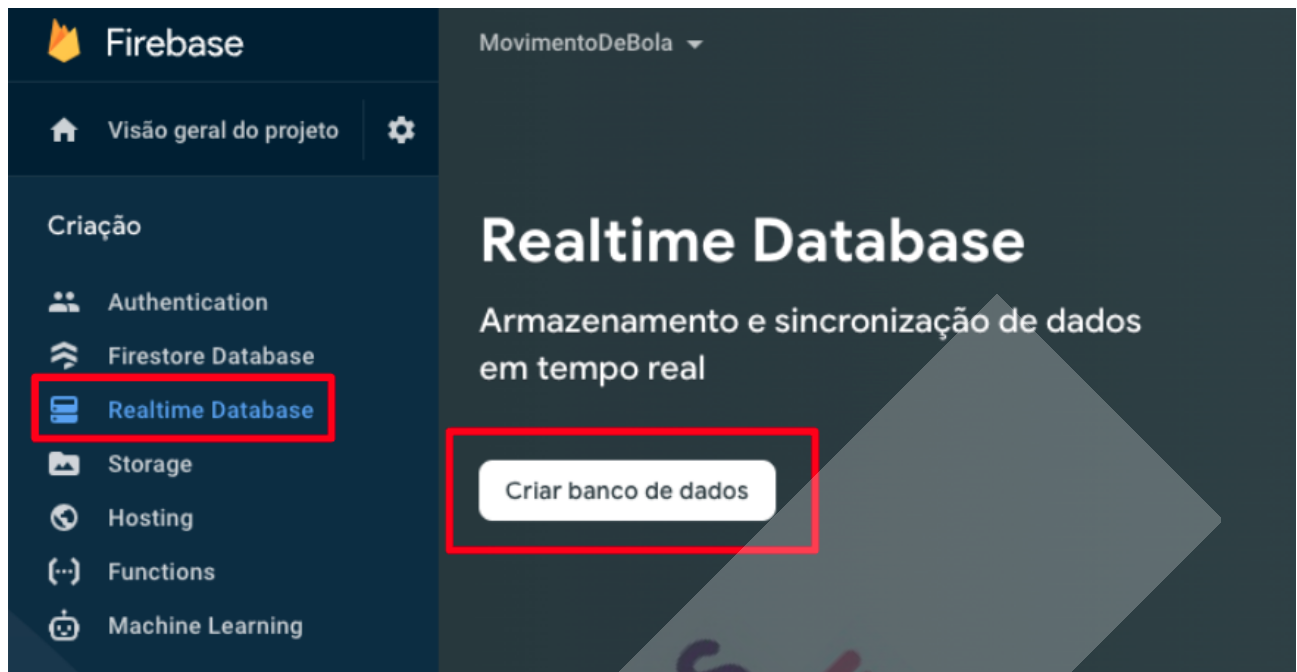 Firebase
MovimentoDeBola
Visão geral do projeto
Criação
Authentication
Firestore Database
Realtime Database
Storage
Hosting
Functions
Machine Learning
Realtime Database
Armazenamento e sincronização de dados
em tempo real
Criar banco de dados